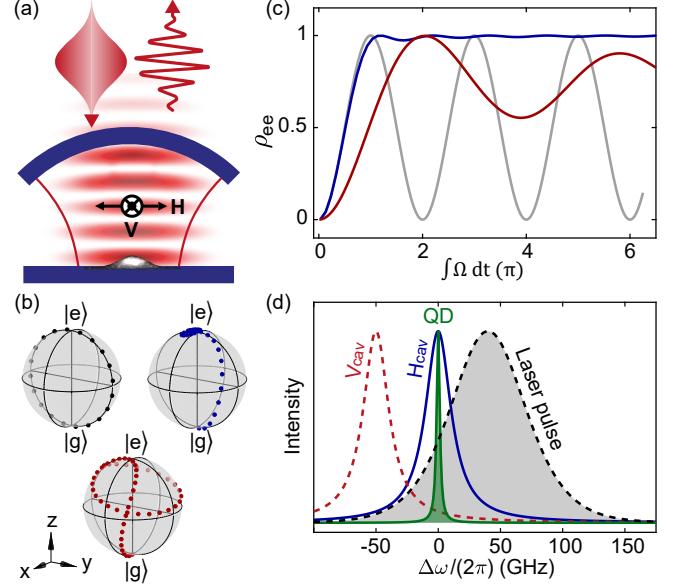 (a)
H
V
(b)
|e⟩
|e⟩
|g⟩
|g⟩
|e⟩
|g⟩
z
x
y
(c)
1
0.5
0
ρee
0
2
4
6
∫Ω dt (π)
(d)
QD
Vcav
Hcav
Laser pulse
Intensity
-50
0
50
100
150
Δω/(2π) (GHz)